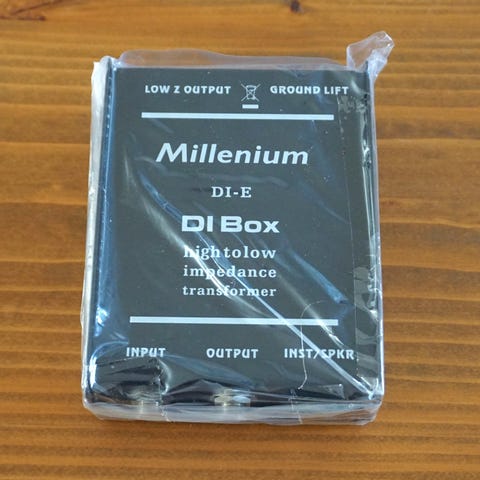 LOW Z OUTPUT GROUND LIFT
Millenium
DI-E
DI Box
hightolow
impedance
transformer
INPUT OUTPUT INST/SPKR